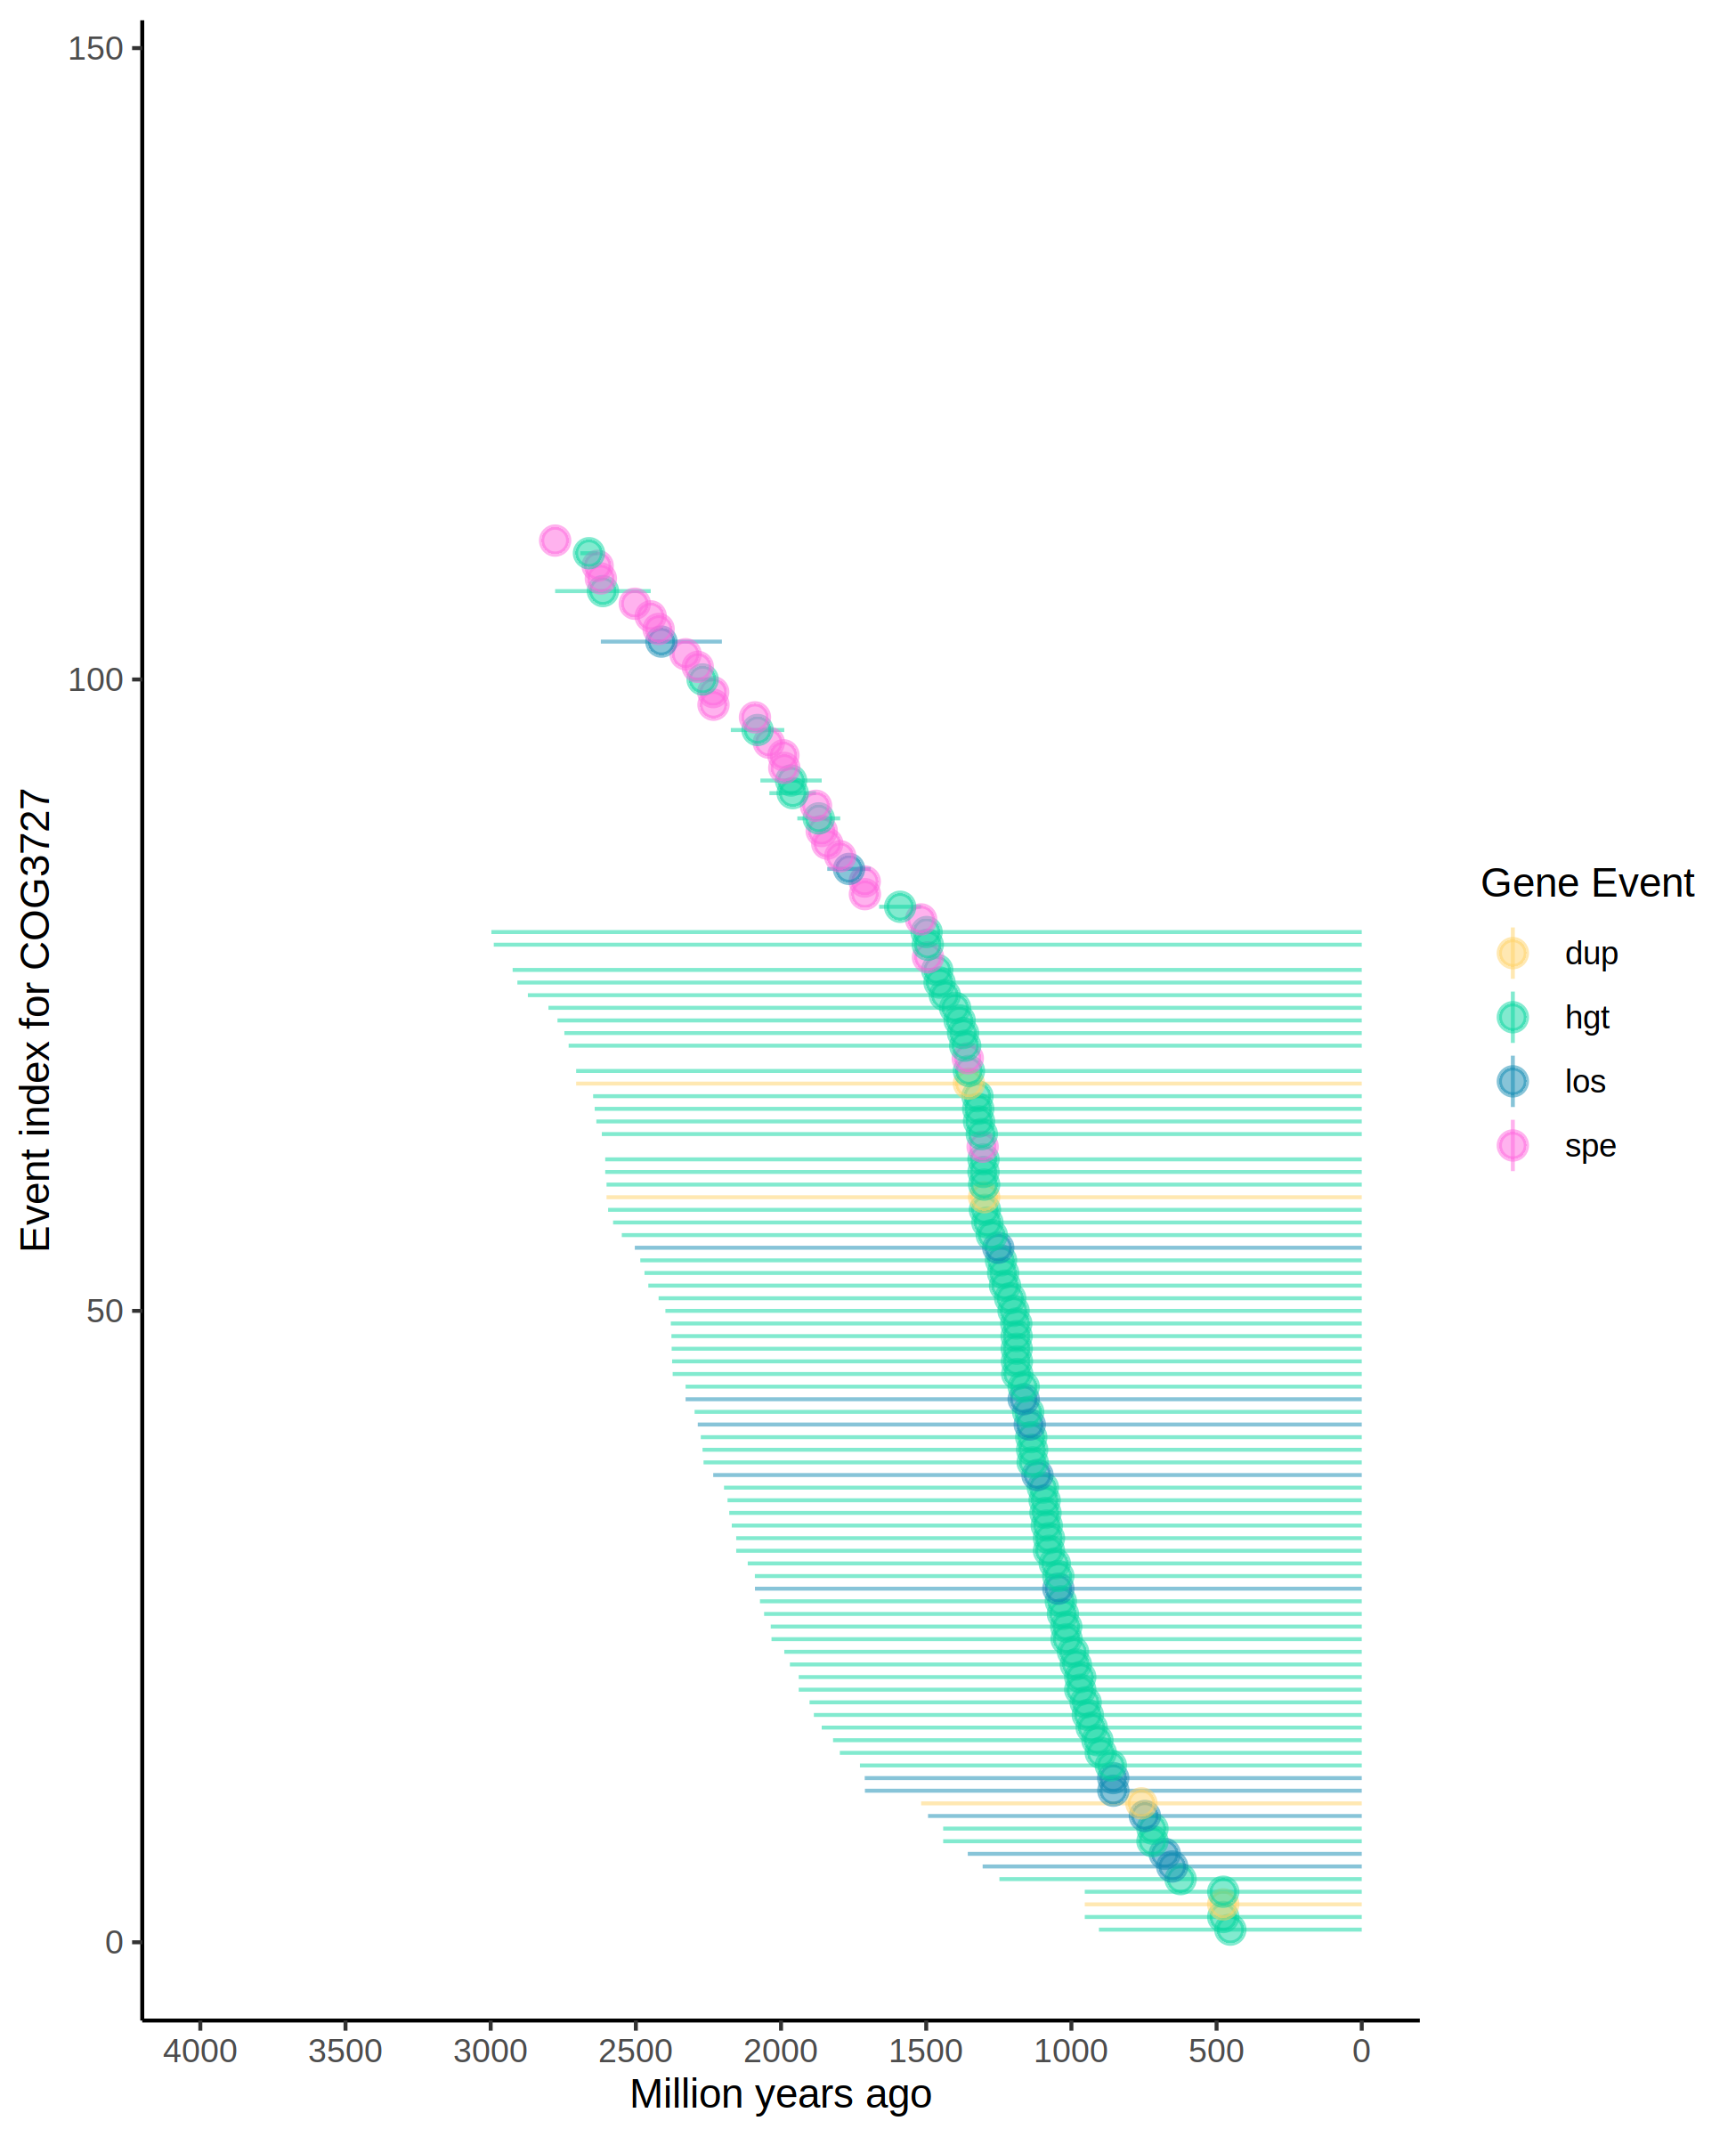 150
100
50
0
Event index for COG3727
4000 3500 3000 2500 2000 1500 1000 500 0
Million years ago
Gene Event
dup
hgt
los
spe